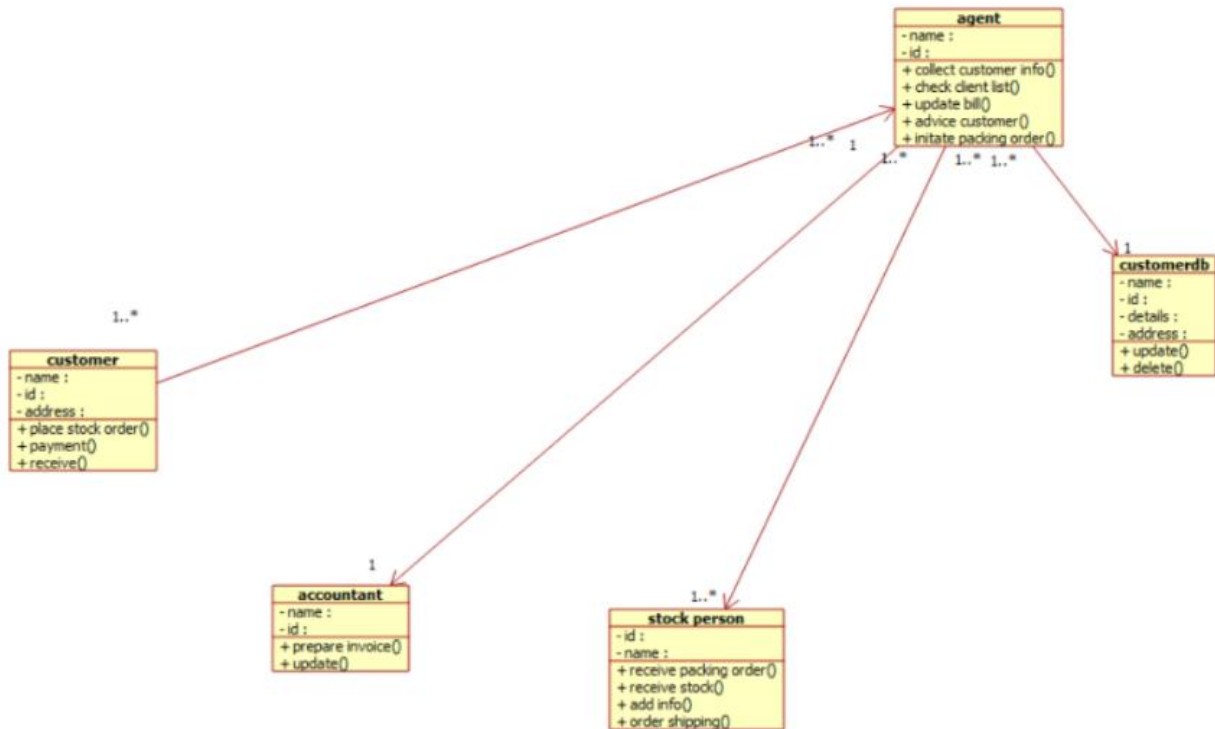 agent
- name :
- id :
+ collect customer info()
+ check client list()
+ update bill()
+ advice customer()
+ initate packing order()
1..*
1
1..*
1..*
1..*
1
customerdb
- name :
- id :
- details :
- address :
+ update()
+ delete()
1..*
customer
- name :
- id :
- address :
+ place stock order()
+ payment()
+ receive()
1
accountant
- name :
- id :
+ prepare invoice()
+ update()
1..*
stock person
- id :
- name :
+ receive packing order()
+ receive stock()
+ add info()
+ order shipping()